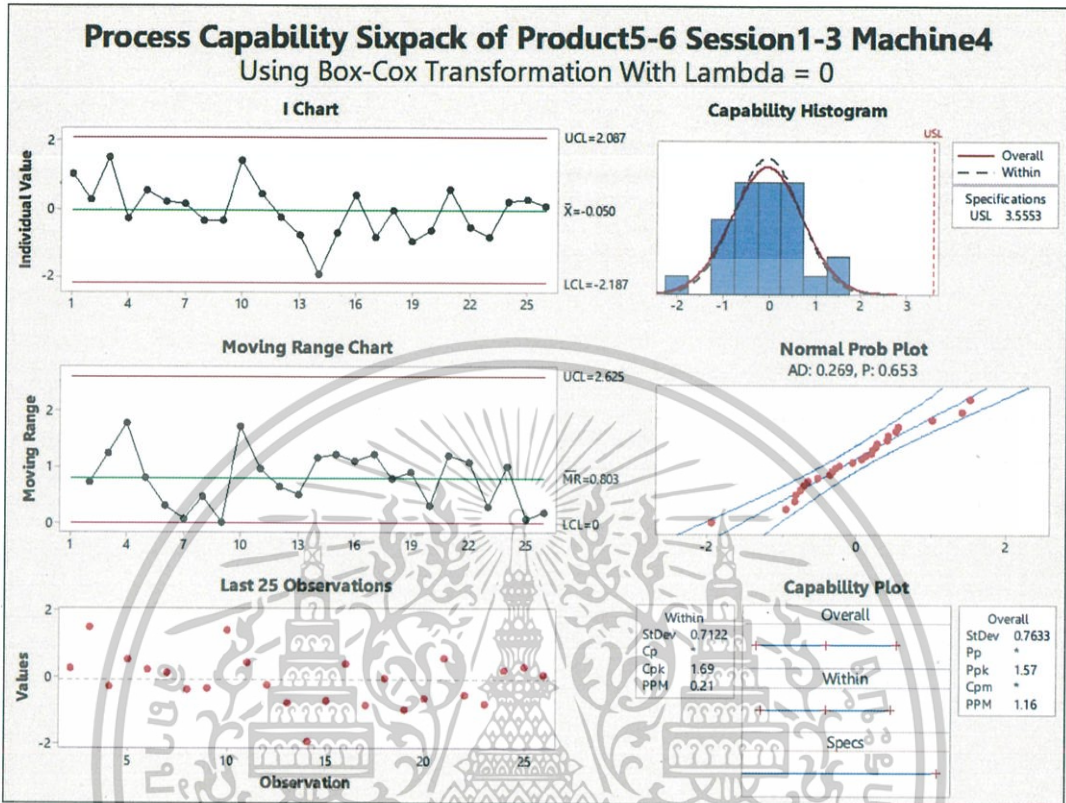 Process Capability Sixpack of Product5-6 Session1-3 Machine4
Using Box-Cox Transformation With Lambda = 0
I Chart
Individual Value
2
0
-2
1 4 7 10 13 16 19 22 25
UCL=2.087
X̄=-0.050
LCL=-2.187
Capability Histogram
USL
-2 -1 0 1 2 3
Overall
Within
Specifications
USL 3.5553
Moving Range Chart
Moving Range
2
1
0
1 4 7 10 13 16 19 22 25
UCL=2.625
M̄R̄=0.803
LCL=0
Normal Prob Plot
AD: 0.269, P: 0.653
-2 0 2
Last 25 Observations
Values
2
0
-2
5 10 15 20 25
Observation
Capability Plot
Within
StDev 0.7122
Cp *
Cpk 1.69
PPM 0.21
Overall
Within
Specs
Overall
StDev 0.7633
Pp *
Ppk 1.57
Cpm *
PPM 1.16